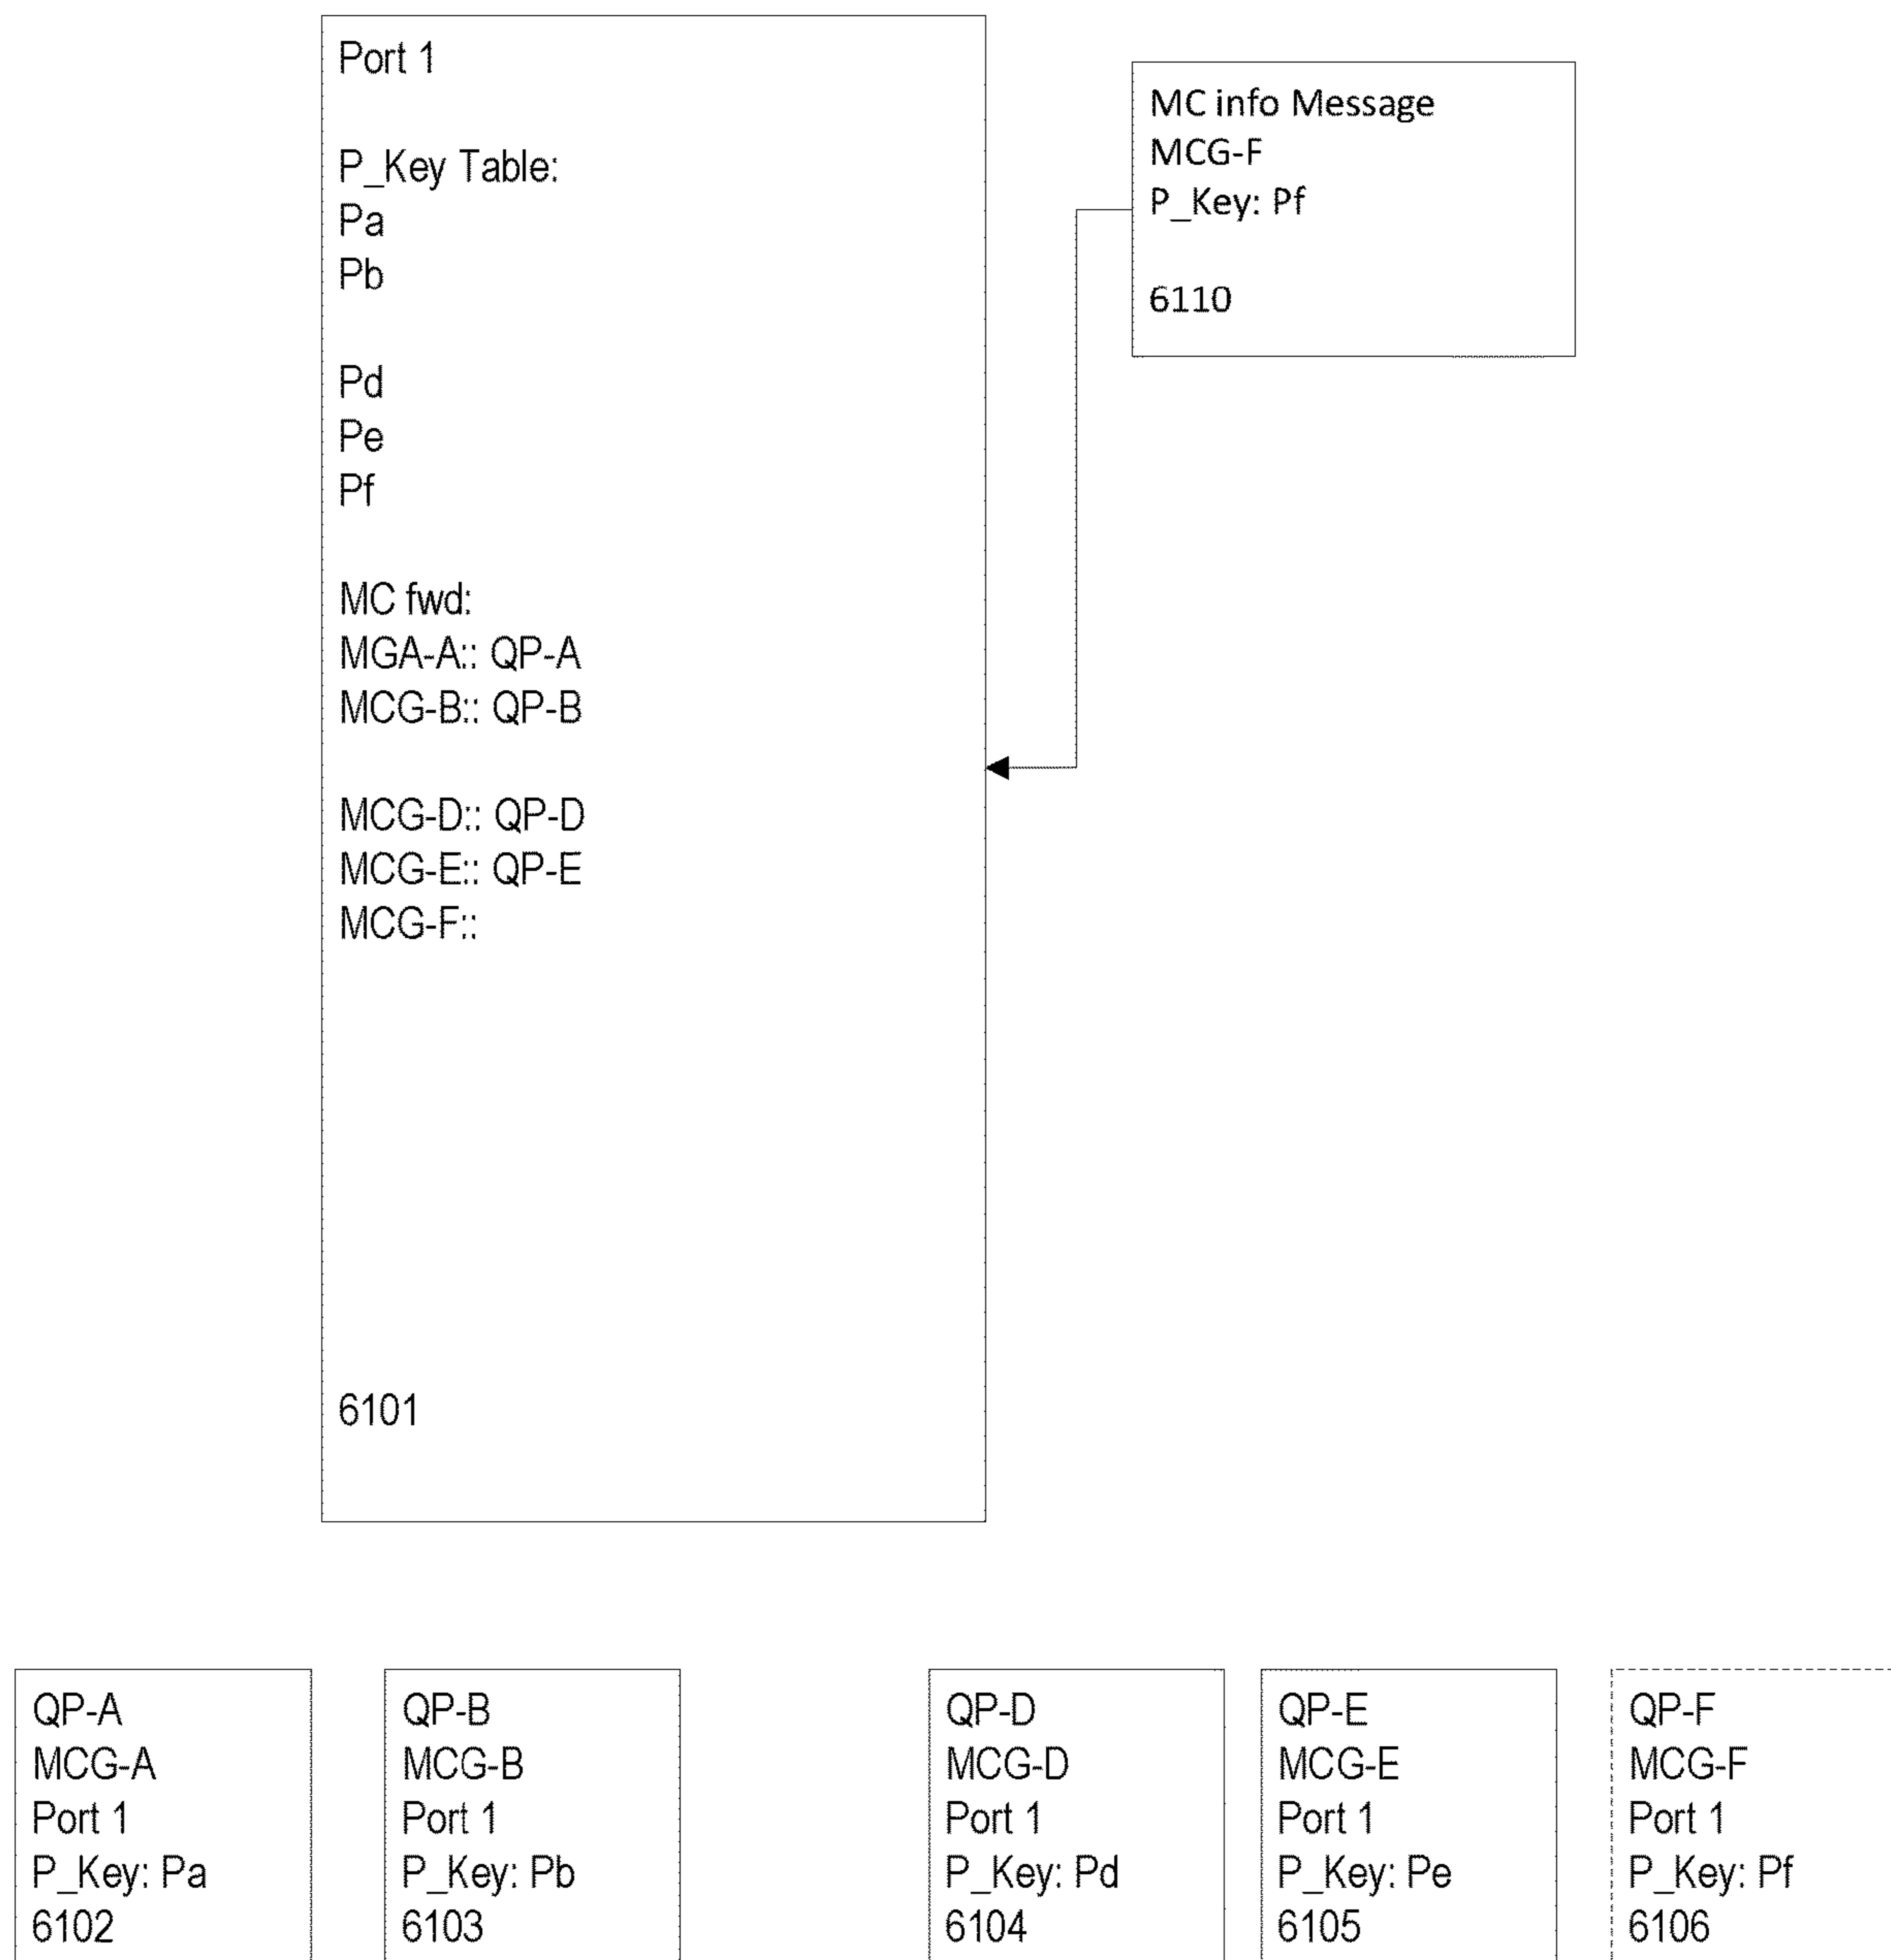 Port 1
P_Key Table:
Pa
Pb
Pd
Pe
Pf
MC fwd:
MGA-A:: QP-A
MCG-B:: QP-B
MCG-D:: QP-D
MCG-E:: QP-E
MCG-F::
6101
MC info Message
MCG-F
P_Key: Pf
6110
QP-A
MCG-A
Port 1
P_Key: Pa
6102
QP-B
MCG-B
Port 1
P_Key: Pb
6103
QP-D
MCG-D
Port 1
P_Key: Pd
6104
QP-E
MCG-E
Port 1
P_Key: Pe
6105
QP-F
MCG-F
Port 1
P_Key: Pf
6106